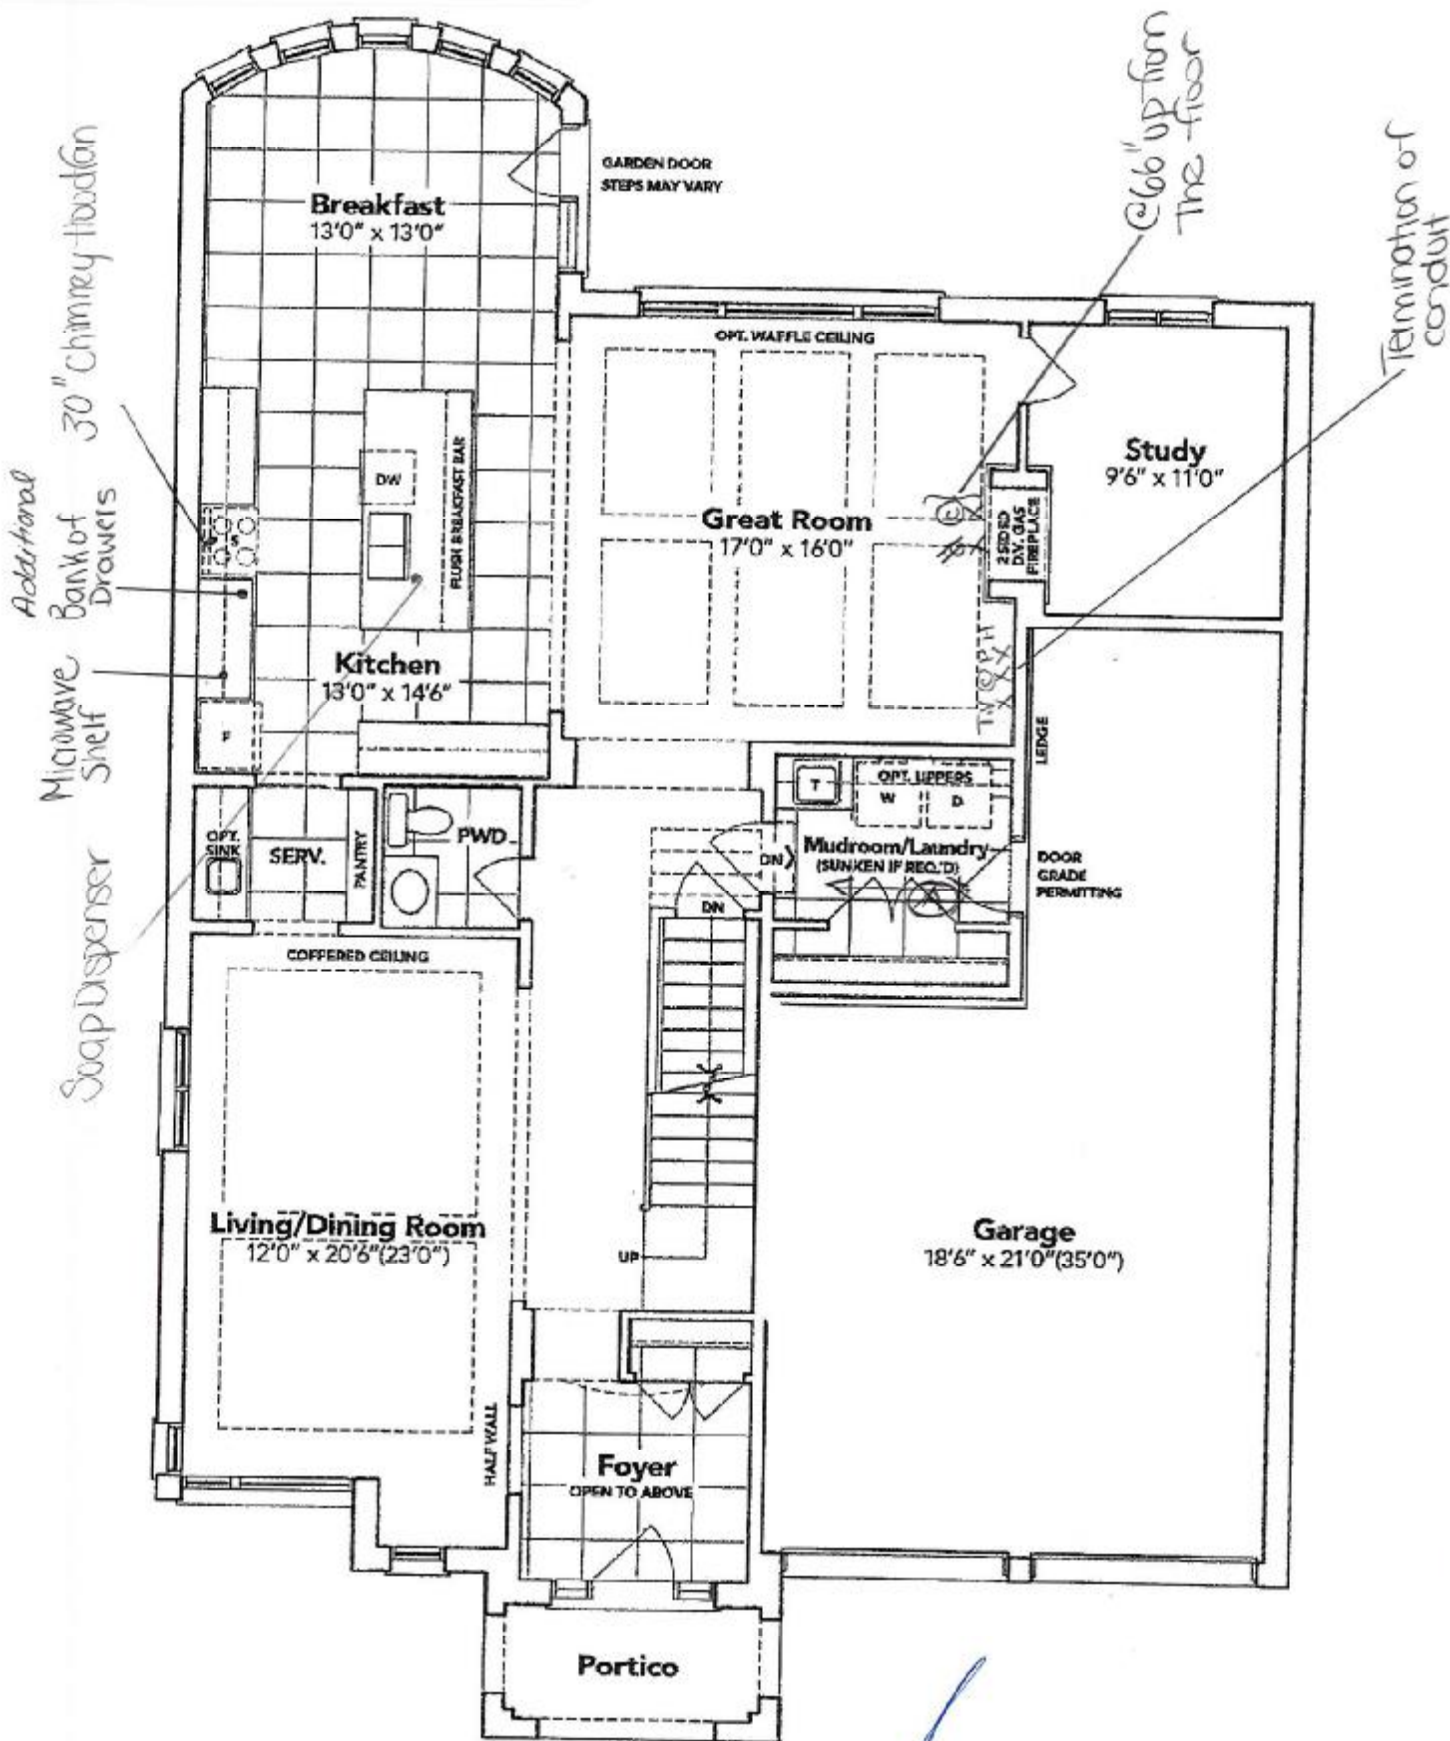 30" Chimney Hoodfan
Additional
Bank of
Drawers
Microwave
Shelf
Soap Dispenser
@ 66" up from
The floor
Termination of
conduit
GARDEN DOOR
STEPS MAY VARY
Breakfast
13'0" x 13'0"
OPT. WAFFLE CEILING
Study
9'6" x 11'0"
DW
FLUSH BREAKFAST BAR
S
Great Room
17'0" x 16'0"
2 SIDED
D.V. GAS
FIREPLACE
Kitchen
13'0" x 14'6"
F
TV
PH
LEDGE
OPT.
SINK
SERV.
PANTRY
PWD
T
OPT. UPPERS
W
D
Mudroom/Laundry
(SUNKEN IF REQ.'D)
DN
DN
DOOR
GRADE
PERMITTING
COFFERED CEILING
Living/Dining Room
12'0" x 20'6"(23'0")
UP
Garage
18'6" x 21'0"(35'0")
HALF WALL
Foyer
OPEN TO ABOVE
Portico